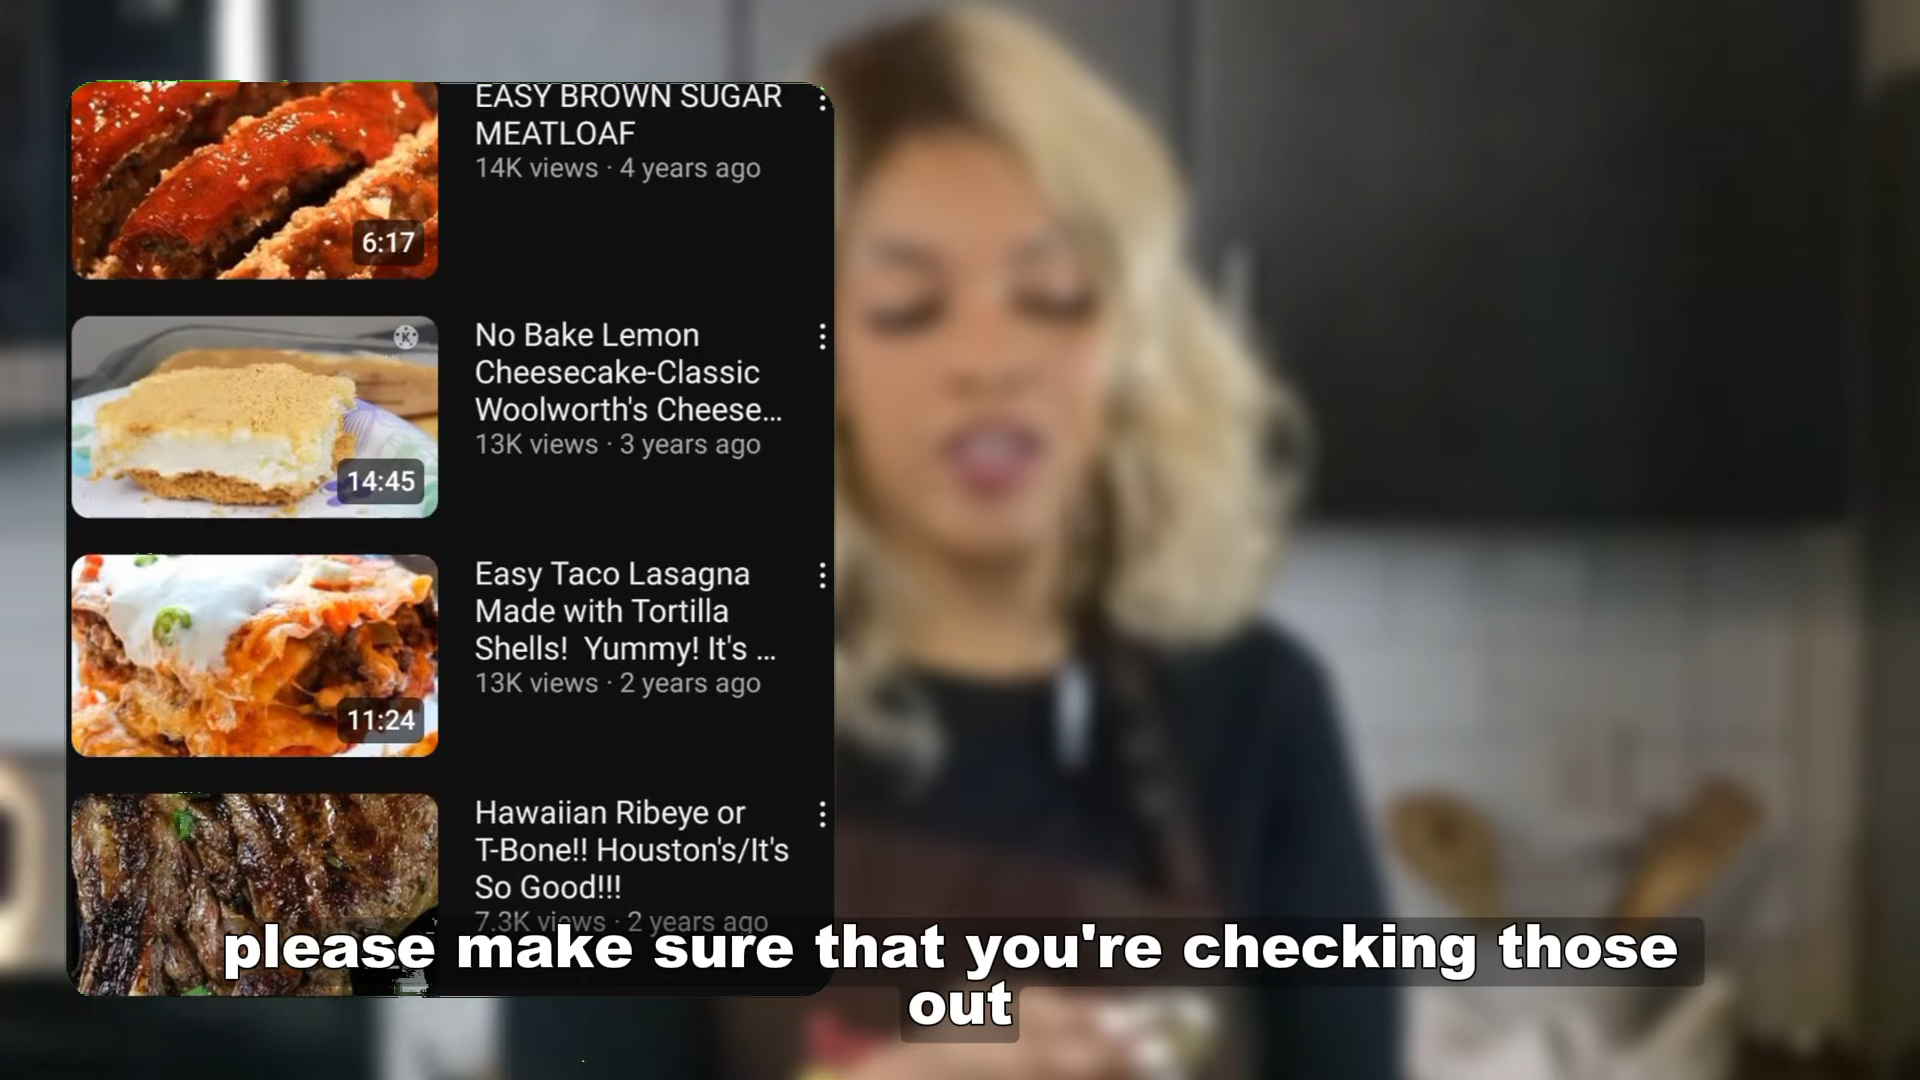 EASY BROWN SUGAR
MEATLOAF
14K views · 4 years ago
6:17
No Bake Lemon
Cheesecake-Classic
Woolworth's Cheese...
13K views · 3 years ago
14:45
Easy Taco Lasagna
Made with Tortilla
Shells!  Yummy! It's ...
13K views · 2 years ago
11:24
Hawaiian Ribeye or
T-Bone!! Houston's/It's
So Good!!!
7.3K views · 2 years ago
please make sure that you're checking those
out